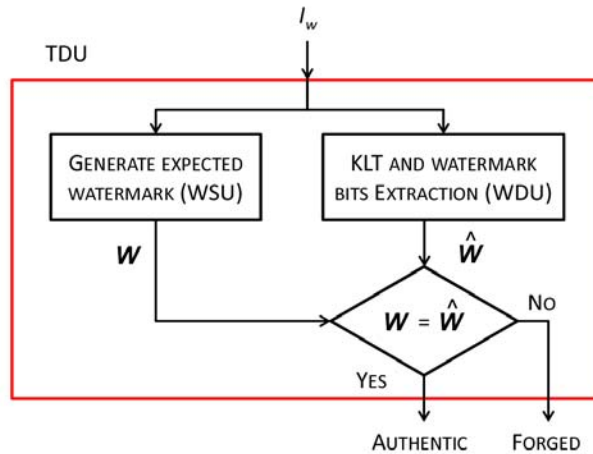 I_w
TDU
GENERATE EXPECTED
WATERMARK (WSU)
KLT AND WATERMARK
BITS EXTRACTION (WDU)
W
Ŵ
W = Ŵ
NO
YES
AUTHENTIC
FORGED